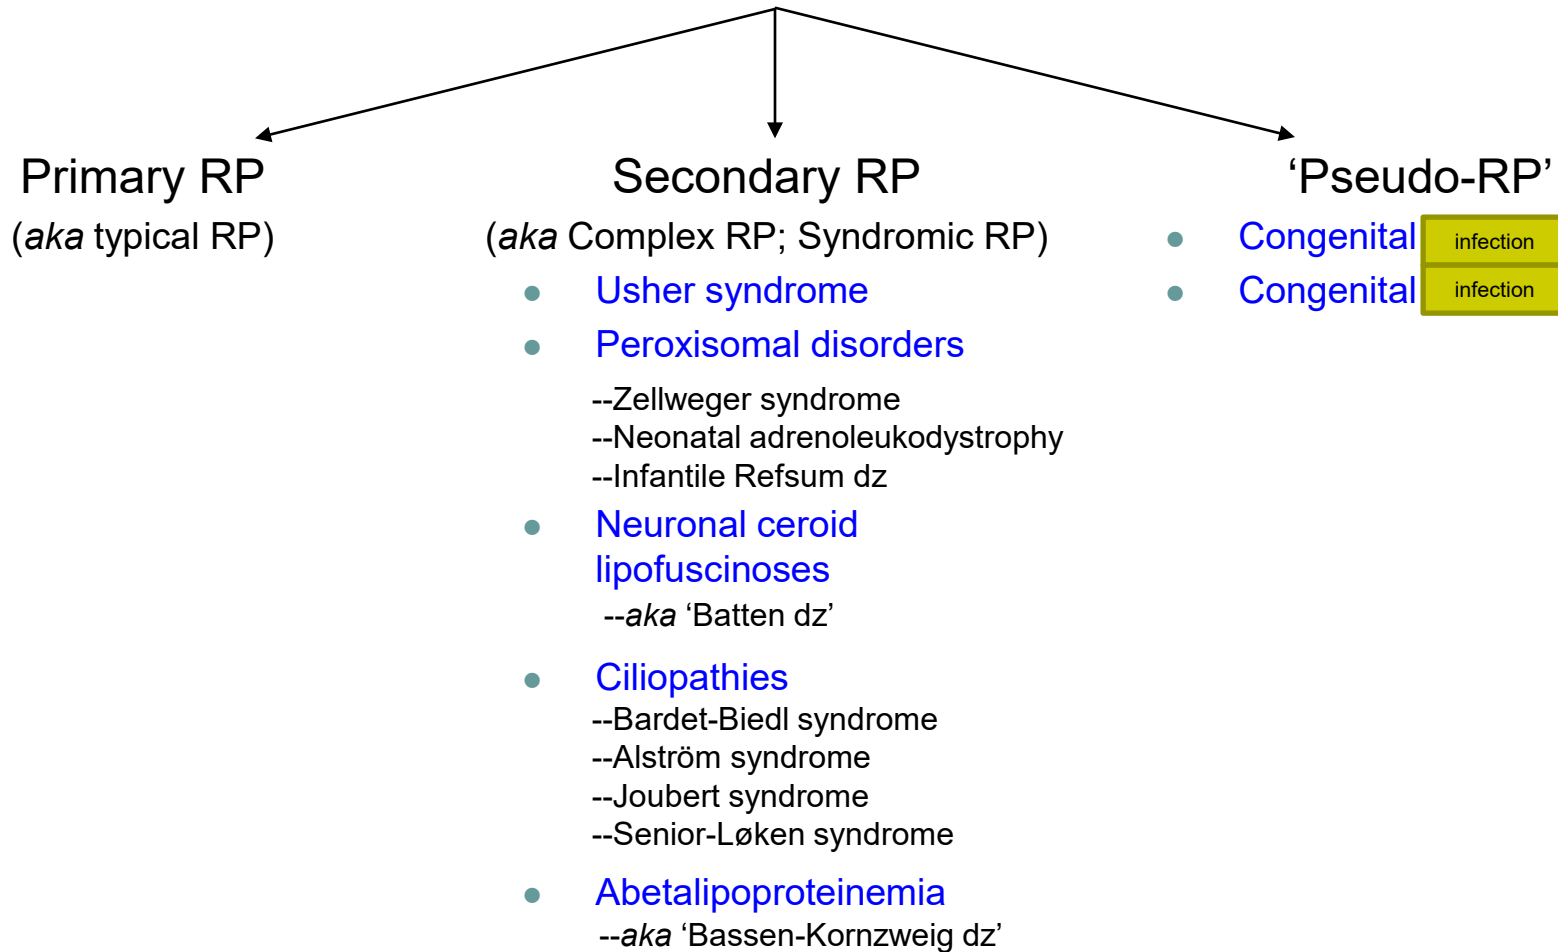 Primary RP
(aka typical RP)
Secondary RP
(aka Complex RP; Syndromic RP)
● Usher syndrome
● Peroxisomal disorders
--Zellweger syndrome
--Neonatal adrenoleukodystrophy
--Infantile Refsum dz
● Neuronal ceroid
lipofuscinoses
--aka ‘Batten dz’
● Ciliopathies
--Bardet-Biedl syndrome
--Alström syndrome
--Joubert syndrome
--Senior-Løken syndrome
● Abetalipoproteinemia
--aka ‘Bassen-Kornzweig dz’
‘Pseudo-RP’
● Congenital infection
● Congenital infection